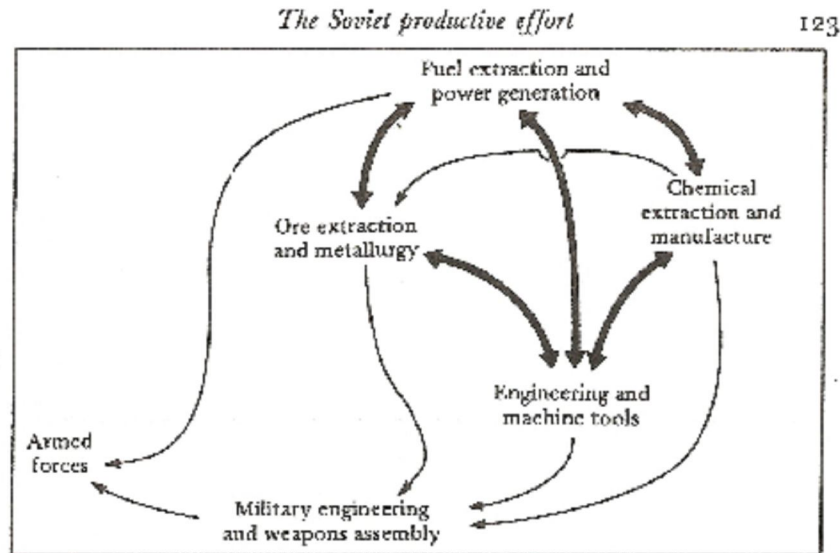 The Soviet productive effort 123
Fuel extraction and
power generation
Chemical
extraction and
manufacture
Ore extraction
and metallurgy
Engineering and
machine tools
Armed
forces
Military engineering
and weapons assembly